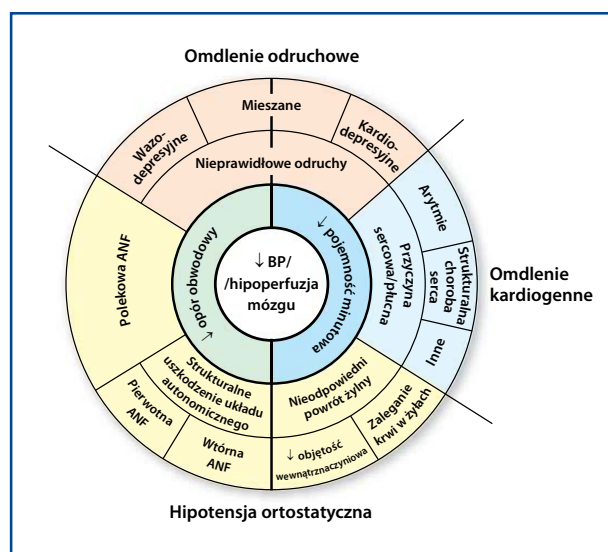 Omdlenie odruchowe
Mieszane
Wazo-
depresyjne
Kardio-
depresyjne
Nieprawidłowe odruchy
Arytmie
Strukturalna
choroba
serca
Inne
Przyczyna
sercowa/płucna
Omdlenie
kardiogenne
Polekowa ANF
↓ opór obwodowy
↓ pojemność minutowa
↓ BP/
/hipoperfuzja
mózgu
Strukturalne
uszkodzenie układu
autonomicznego
Nieodpowiedni
powrót żylny
Pierwotna
ANF
Wtórna
ANF
↓ objętość
wewnątrznaczyniowa
Zaleganie
krwi w żyłach
Hipotensja ortostatyczna